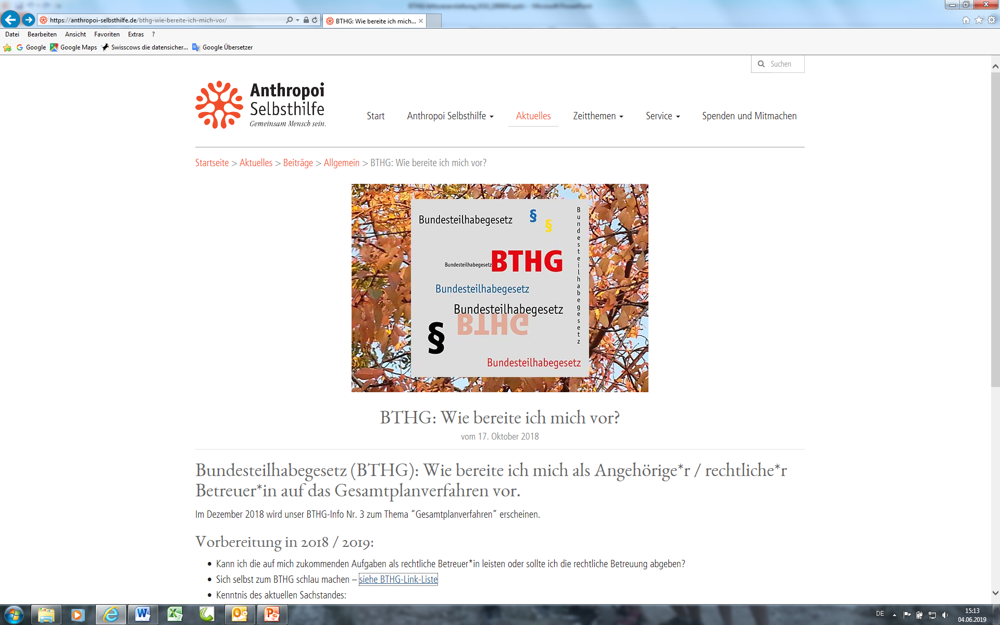 https://anthropoi-selbsthilfe.de/bthg-wie-bereite-ich-mich-vor/
BTHG: Wie bereite ich mich...
Datei Bearbeiten Ansicht Favoriten Extras ?
Google Google Maps Swisscows die datensicher... Google Übersetzer
Suchen
Anthropoi
Selbsthilfe
Gemeinsam Mensch sein.
Start Anthropoi Selbsthilfe Aktuelles Zeitthemen Service Spenden und Mitmachen
Startseite > Aktuelles > Beiträge > Allgemein > BTHG: Wie bereite ich mich vor?
Bundesteilhabegesetz § §
Bundesteilhabegesetz
Bundesteilhabegesetz BTHG
Bundesteilhabegesetz
Bundesteilhabegesetz
BTHG
§
Bundesteilhabegesetz
BTHG: Wie bereite ich mich vor?
vom 17. Oktober 2018
Bundesteilhabegesetz (BTHG): Wie bereite ich mich als Angehörige*r / rechtliche*r
Betreuer*in auf das Gesamtplanverfahren vor.
Im Dezember 2018 wird unser BTHG-Info Nr. 3 zum Thema “Gesamtplanverfahren” erscheinen.
Vorbereitung in 2018 / 2019:
• Kann ich die auf mich zukommenden Aufgaben als rechtliche Betreuer*in leisten oder sollte ich die rechtliche Betreuung abgeben?
• Sich selbst zum BTHG schlau machen – siehe BTHG-Link-Liste
• Kenntnis des aktuellen Sachstandes:
DE
15:13
04.06.2019